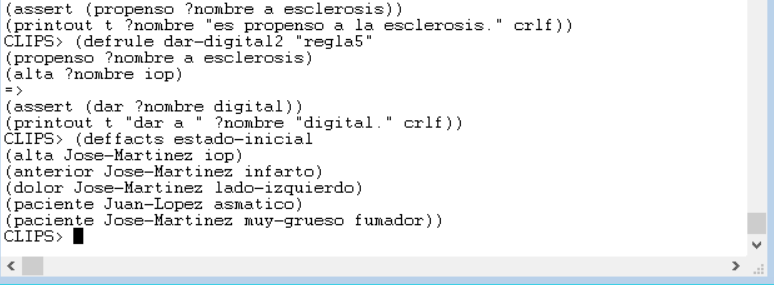 (assert (propenso ?nombre a esclerosis))
(printout t ?nombre "es propenso a la esclerosis." crlf))
CLIPS> (defrule dar-digital2 "regla5"
(propenso ?nombre a esclerosis)
(alta ?nombre iop)
=>
(assert (dar ?nombre digital))
(printout t "dar a " ?nombre "digital." crlf))
CLIPS> (deffacts estado-inicial
(alta Jose-Martinez iop)
(anterior Jose-Martinez infarto)
(dolor Jose-Martinez lado-izquierdo)
(paciente Juan-Lopez asmatico)
(paciente Jose-Martinez muy-grueso fumador))
CLIPS>